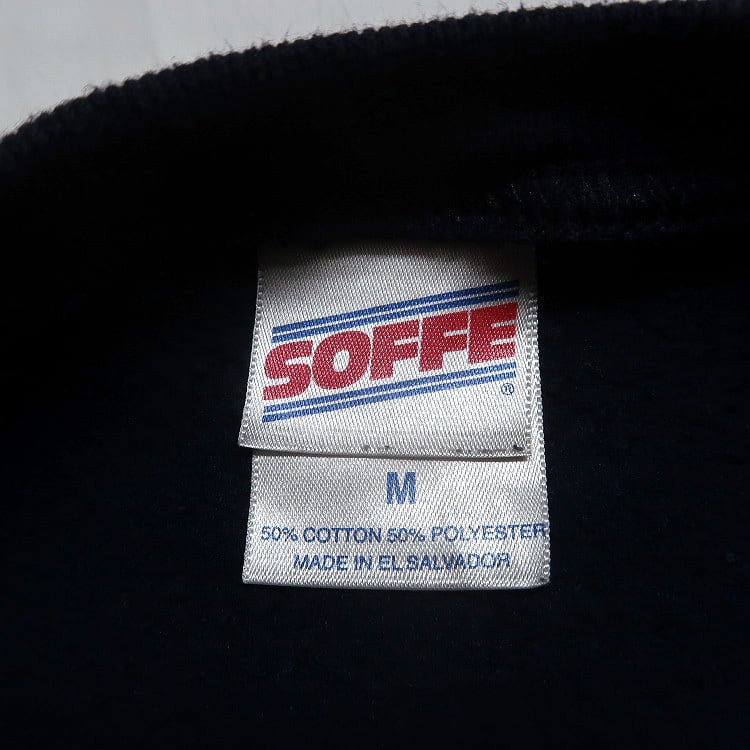 SOFFE
®
M
50% COTTON 50% POLYESTER
MADE IN EL SALVADOR